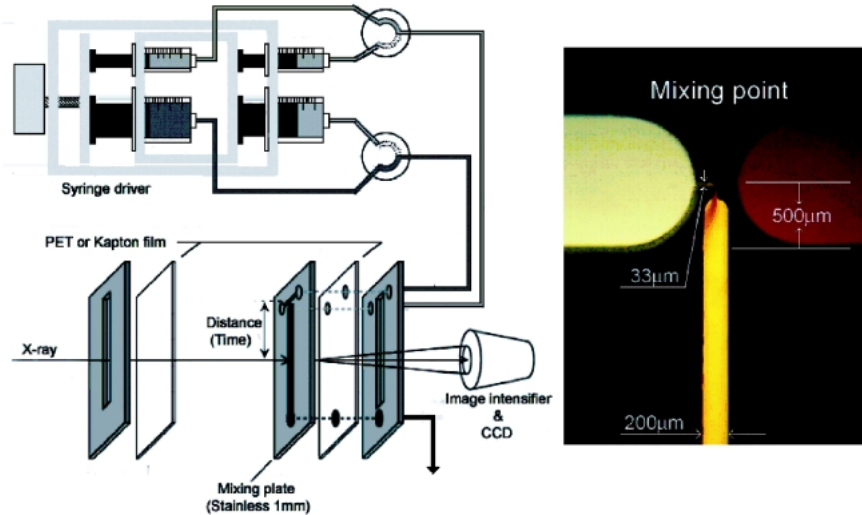 Syringe driver
PET or Kapton film
Distance
(Time)
X-ray
Image intensifier
&
CCD
Mixing plate
(Stainless 1mm)
Mixing point
500μm
33μm
200μm